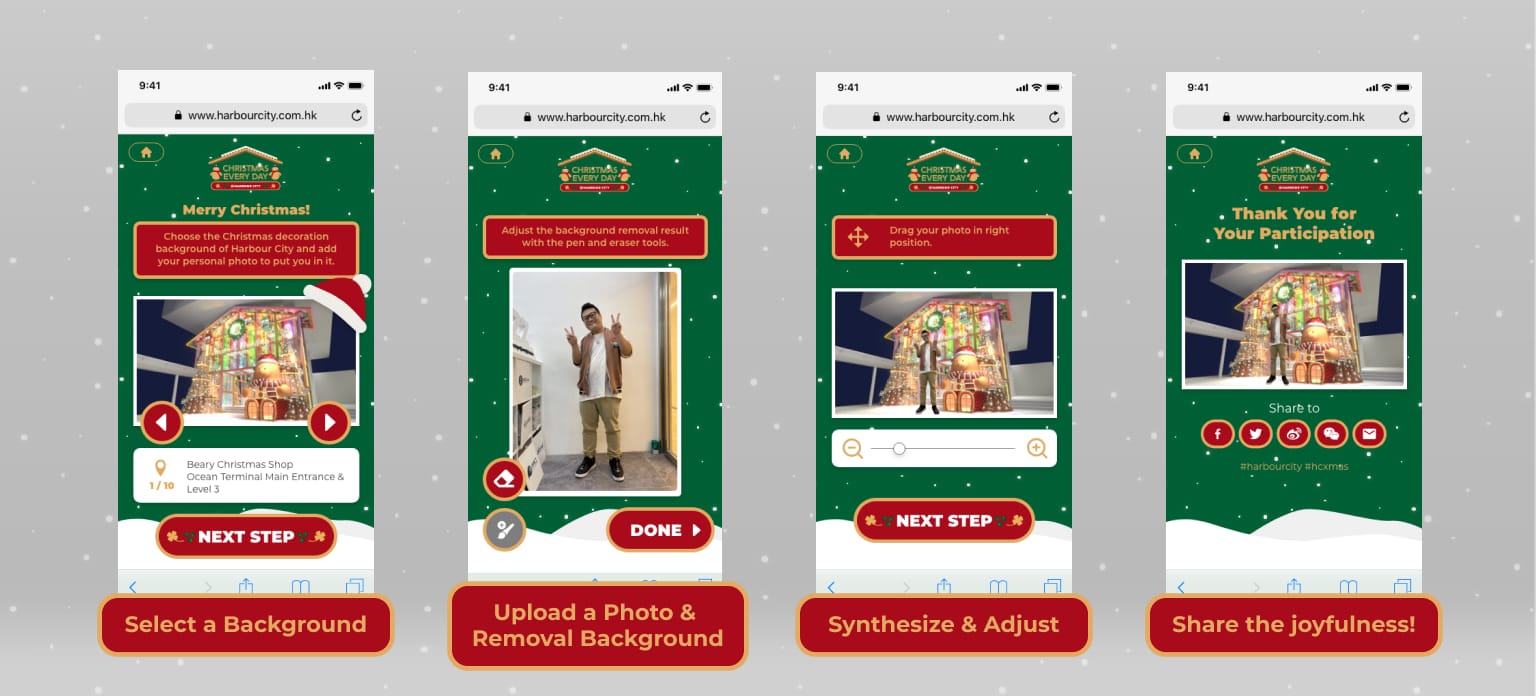 9:41
www.harbourcity.com.hk
CHRISTMAS
EVERY DAY
@HARBOUR CITY
Merry Christmas!
Choose the Christmas decoration
background of Harbour City and add
your personal photo to put you in it.
1 / 10
Beary Christmas Shop
Ocean Terminal Main Entrance &
Level 3
NEXT STEP
Select a Background
9:41
www.harbourcity.com.hk
CHRISTMAS
EVERY DAY
@HARBOUR CITY
Adjust the background removal result
with the pen and eraser tools.
DONE
Upload a Photo &
Removal Background
9:41
www.harbourcity.com.hk
CHRISTMAS
EVERY DAY
@HARBOUR CITY
Drag your photo in right
position.
NEXT STEP
Synthesize & Adjust
9:41
www.harbourcity.com.hk
CHRISTMAS
EVERY DAY
@HARBOUR CITY
Thank You for
Your Participation
Share to
#harbourcity #hcxmas
Share the joyfulness!